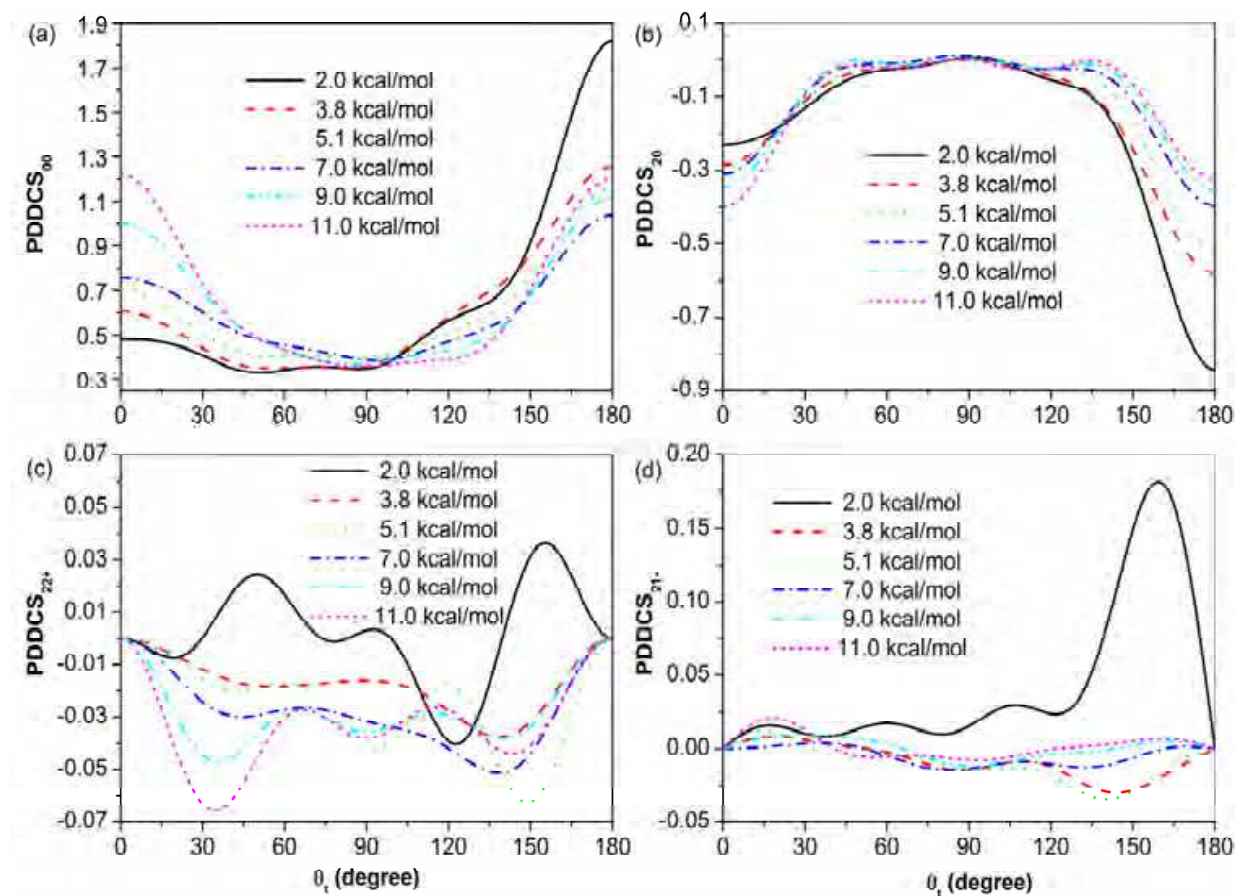 (a)
PDDCS00
1.9
1.7
1.5
1.3
1.1
0.9
0.7
0.5
0.3
0 30 60 90 120 150 180
2.0 kcal/mol
3.8 kcal/mol
5.1 kcal/mol
7.0 kcal/mol
9.0 kcal/mol
11.0 kcal/mol
(b)
PDDCS20
0.1
-0.1
-0.3
-0.5
-0.7
-0.9
0 30 60 90 120 150 180
2.0 kcal/mol
3.8 kcal/mol
5.1 kcal/mol
7.0 kcal/mol
9.0 kcal/mol
11.0 kcal/mol
(c)
PDDCS22+
0.07
0.05
0.03
0.01
-0.01
-0.03
-0.05
-0.07
0 30 60 90 120 150 180
θt (degree)
2.0 kcal/mol
3.8 kcal/mol
5.1 kcal/mol
7.0 kcal/mol
9.0 kcal/mol
11.0 kcal/mol
(d)
PDDCS21-
0.20
0.15
0.10
0.05
0.00
-0.05
0 30 60 90 120 150 180
θt (degree)
2.0 kcal/mol
3.8 kcal/mol
5.1 kcal/mol
7.0 kcal/mol
9.0 kcal/mol
11.0 kcal/mol